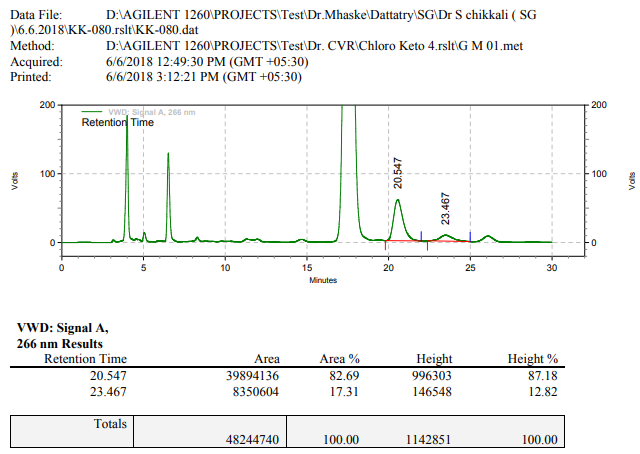 Data File: D:\AGILENT 1260\PROJECTS\Test\Dr.Mhaske\Dattatry\SG\Dr S chikkali ( SG
)\6.6.2018\KK-080.rslt\KK-080.dat
Method: D:\AGILENT 1260\PROJECTS\Test\Dr. CVR\Chloro Keto 4.rslt\G M 01.met
Acquired: 6/6/2018 12:49:30 PM (GMT +05:30)
Printed: 6/6/2018 3:12:21 PM (GMT +05:30)
200 200
VWD: Signal A, 266 nm
Retention Time
20.547
23.467
Volts Volts
100 100
0 0
0 5 10 15 20 25 30
Minutes
VWD: Signal A,
266 nm Results
Retention Time Area Area % Height Height %
20.547 39894136 82.69 996303 87.18
23.467 8350604 17.31 146548 12.82
Totals
48244740 100.00 1142851 100.00